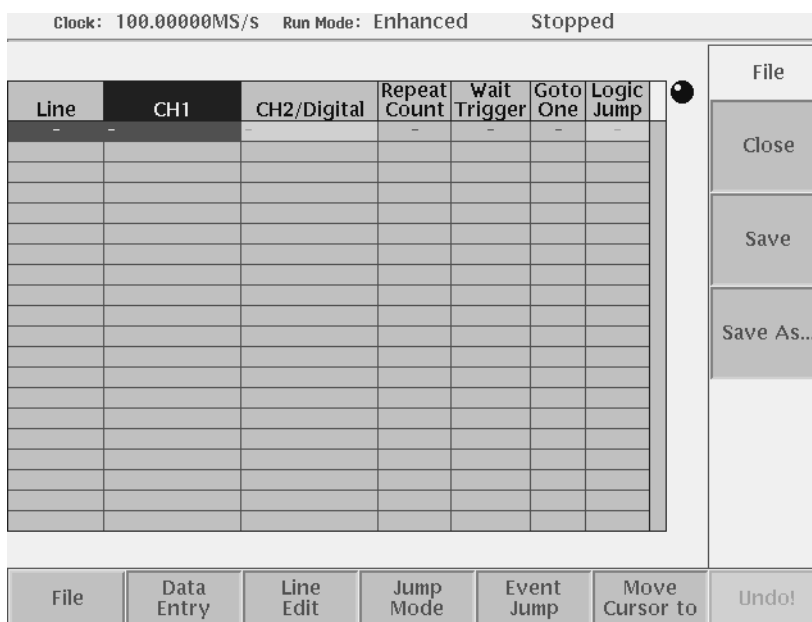 Clock: 100.00000MS/s Run Mode: Enhanced Stopped
File
Line CH1 CH2/Digital Repeat Count Wait Trigger Goto One Logic Jump
- - - - - - -
Close
Save
Save As...
File Data Entry Line Edit Jump Mode Event Jump Move Cursor to Undo!